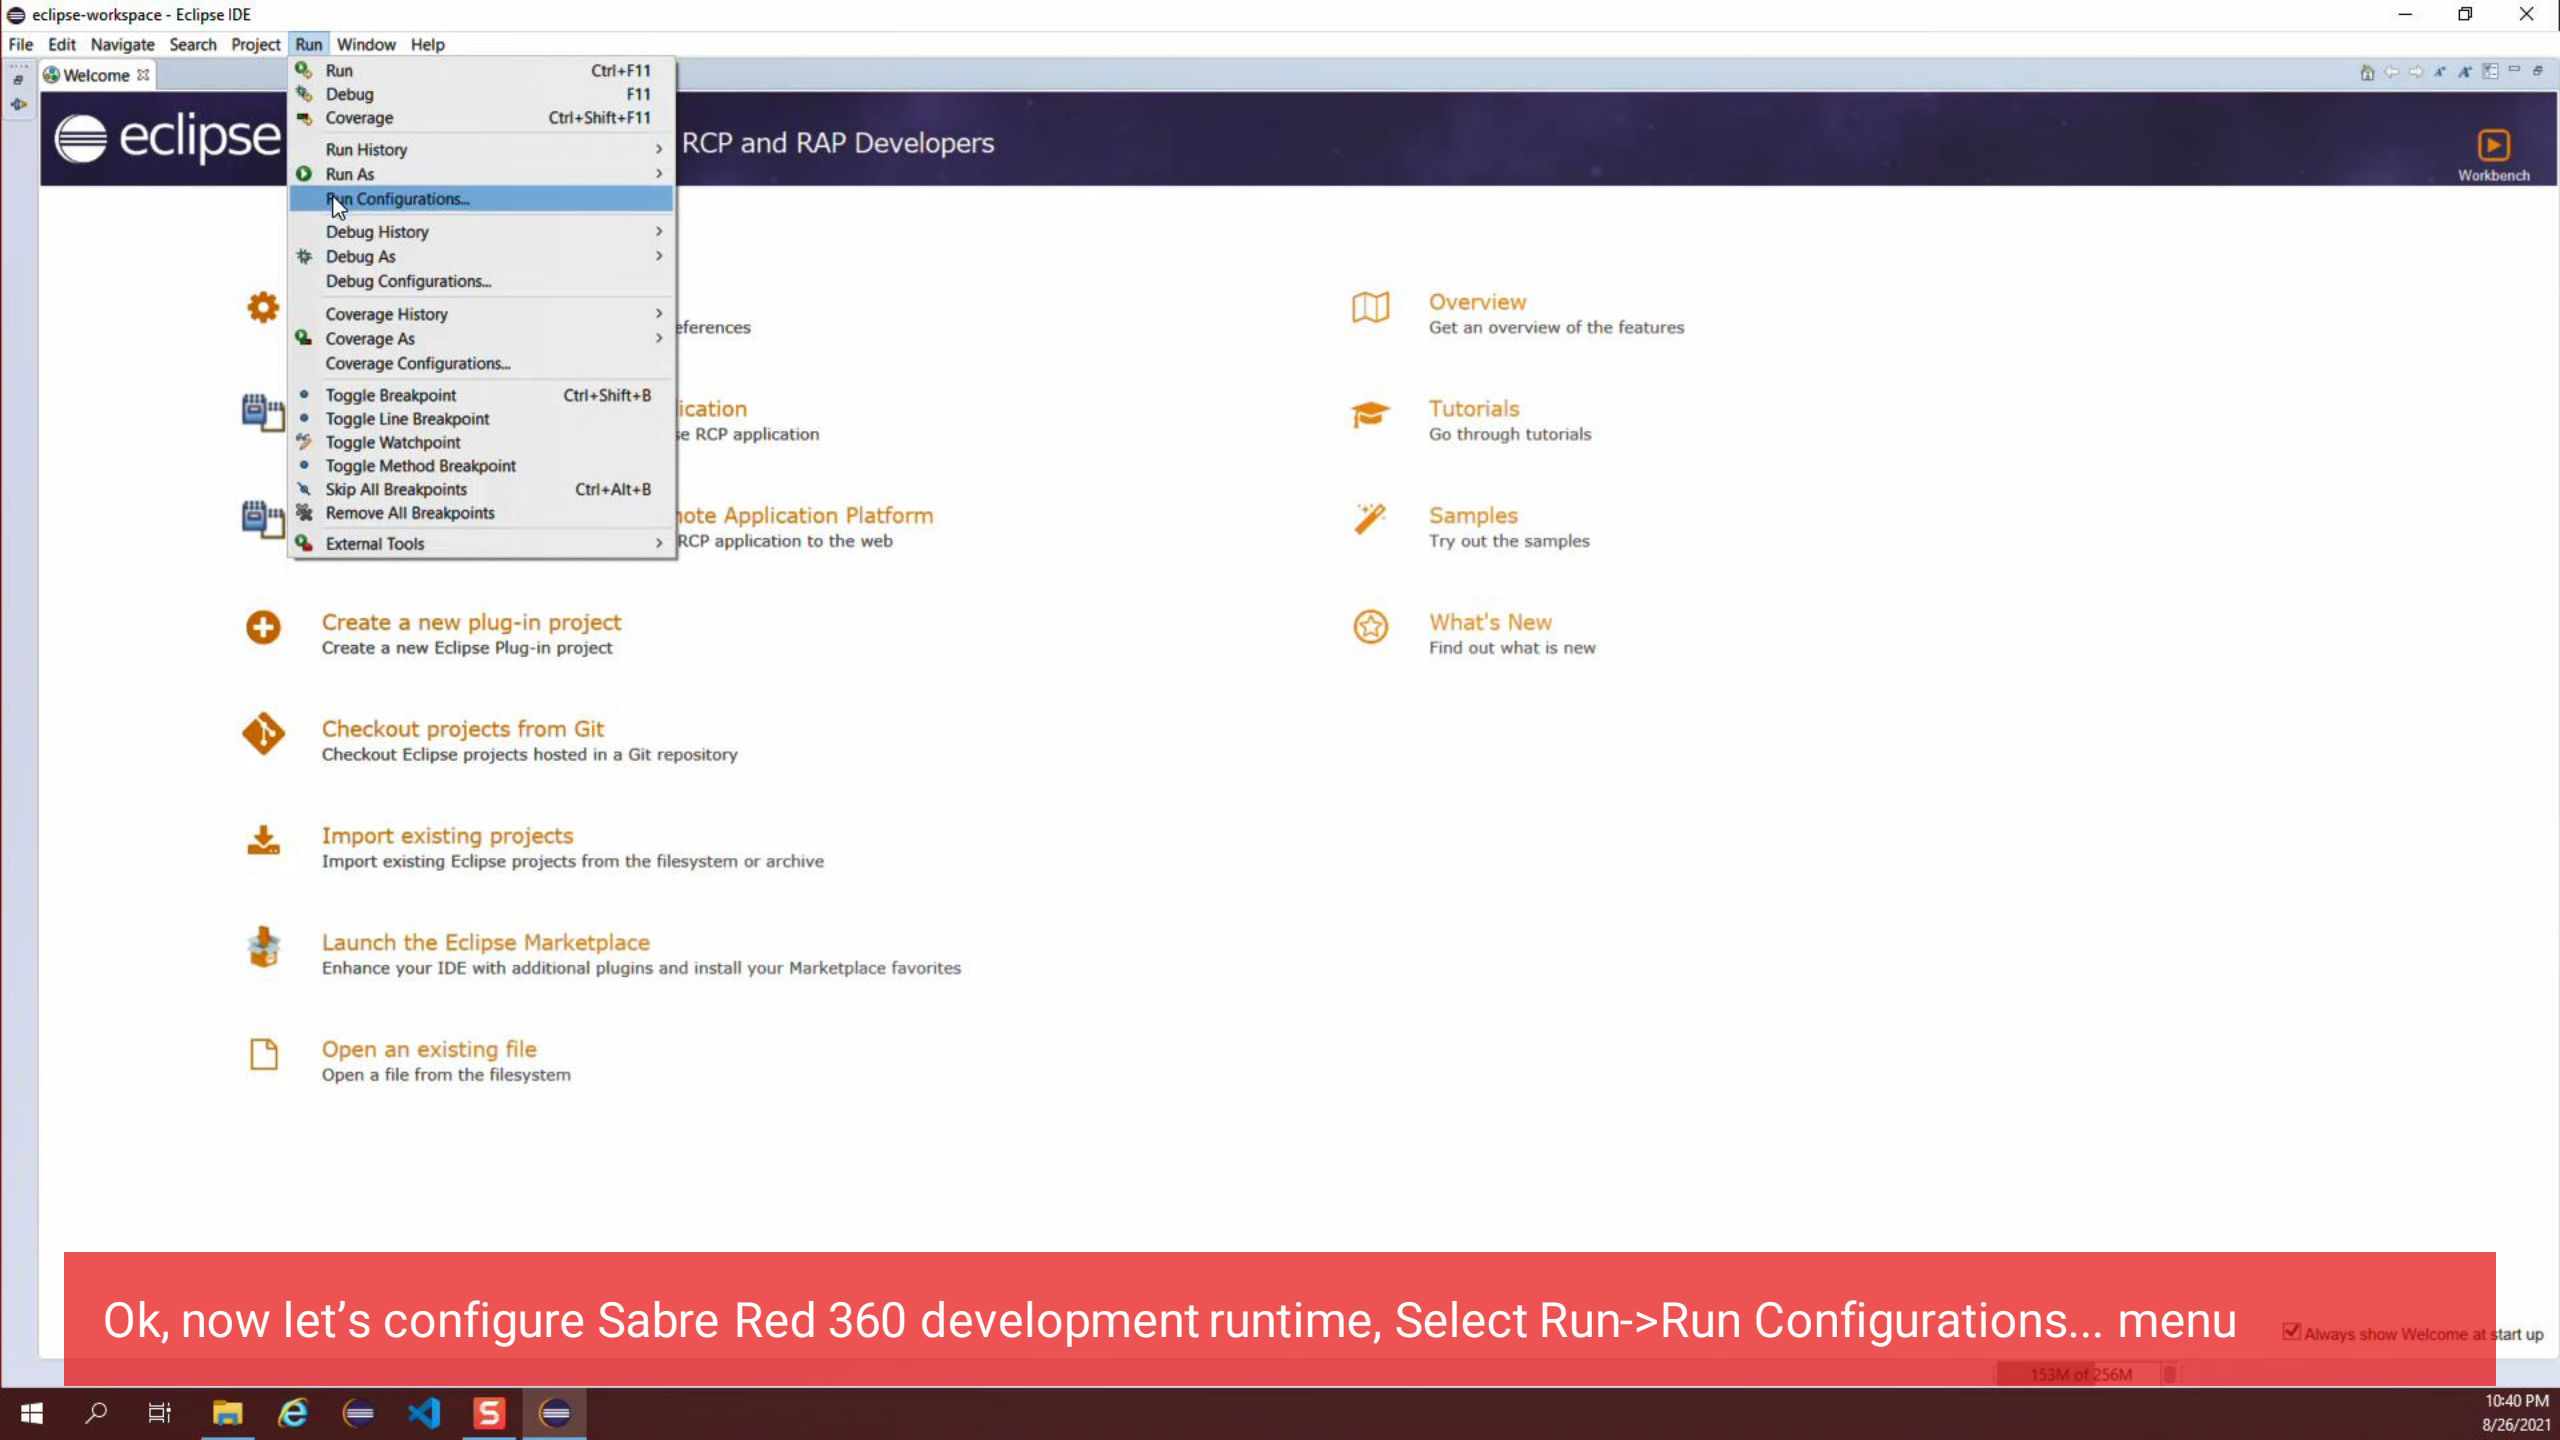 eclipse-workspace - Eclipse IDE
File Edit Navigate Search Project Run Window Help
Welcome
Run Ctrl+F11
Debug F11
Coverage Ctrl+Shift+F11
Run History
Run As
Run Configurations...
Debug History
Debug As
Debug Configurations...
Coverage History
Coverage As
Coverage Configurations...
Toggle Breakpoint Ctrl+Shift+B
Toggle Line Breakpoint
Toggle Watchpoint
Toggle Method Breakpoint
Skip All Breakpoints Ctrl+Alt+B
Remove All Breakpoints
External Tools
eclipse
RCP and RAP Developers
Workbench
eferences
ication
se RCP application
mote Application Platform
RCP application to the web
Create a new plug-in project
Create a new Eclipse Plug-in project
Checkout projects from Git
Checkout Eclipse projects hosted in a Git repository
Import existing projects
Import existing Eclipse projects from the filesystem or archive
Launch the Eclipse Marketplace
Enhance your IDE with additional plugins and install your Marketplace favorites
Open an existing file
Open a file from the filesystem
Overview
Get an overview of the features
Tutorials
Go through tutorials
Samples
Try out the samples
What's New
Find out what is new
Ok, now let's configure Sabre Red 360 development runtime, Select Run->Run Configurations... menu
Always show Welcome at start up
153M of 256M
10:40 PM
8/26/2021